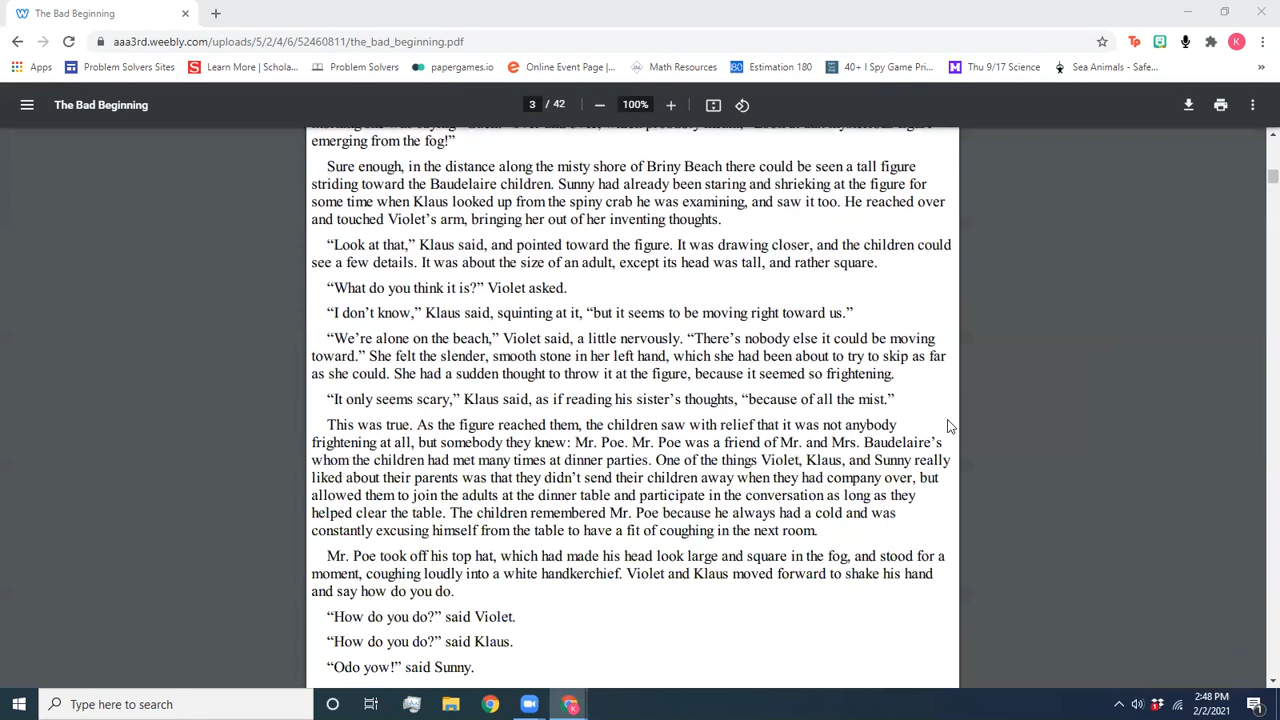 The Bad Beginning
aaa3rd.weebly.com/uploads/5/2/4/6/52460811/the_bad_beginning.pdf
Apps Problem Solvers Sites Learn More | Schola... Problem Solvers papergames.io Online Event Page |... Math Resources Estimation 180 40+ I Spy Game Pri... Thu 9/17 Science Sea Animals - Safe... »
The Bad Beginning 3 / 42 100%
emerging from the fog!”
Sure enough, in the distance along the misty shore of Briny Beach there could be seen a tall figure
striding toward the Baudelaire children. Sunny had already been staring and shrieking at the figure for
some time when Klaus looked up from the spiny crab he was examining, and saw it too. He reached over
and touched Violet’s arm, bringing her out of her inventing thoughts.
“Look at that,” Klaus said, and pointed toward the figure. It was drawing closer, and the children could
see a few details. It was about the size of an adult, except its head was tall, and rather square.
“What do you think it is?” Violet asked.
“I don’t know,” Klaus said, squinting at it, “but it seems to be moving right toward us.”
“We’re alone on the beach,” Violet said, a little nervously. “There’s nobody else it could be moving
toward.” She felt the slender, smooth stone in her left hand, which she had been about to try to skip as far
as she could. She had a sudden thought to throw it at the figure, because it seemed so frightening.
“It only seems scary,” Klaus said, as if reading his sister’s thoughts, “because of all the mist.”
This was true. As the figure reached them, the children saw with relief that it was not anybody
frightening at all, but somebody they knew: Mr. Poe. Mr. Poe was a friend of Mr. and Mrs. Baudelaire’s
whom the children had met many times at dinner parties. One of the things Violet, Klaus, and Sunny really
liked about their parents was that they didn’t send their children away when they had company over, but
allowed them to join the adults at the dinner table and participate in the conversation as long as they
helped clear the table. The children remembered Mr. Poe because he always had a cold and was
constantly excusing himself from the table to have a fit of coughing in the next room.
Mr. Poe took off his top hat, which had made his head look large and square in the fog, and stood for a
moment, coughing loudly into a white handkerchief. Violet and Klaus moved forward to shake his hand
and say how do you do.
“How do you do?” said Violet.
“How do you do?” said Klaus.
“Odo yow!” said Sunny.
Type here to search
2:48 PM
2/2/2021